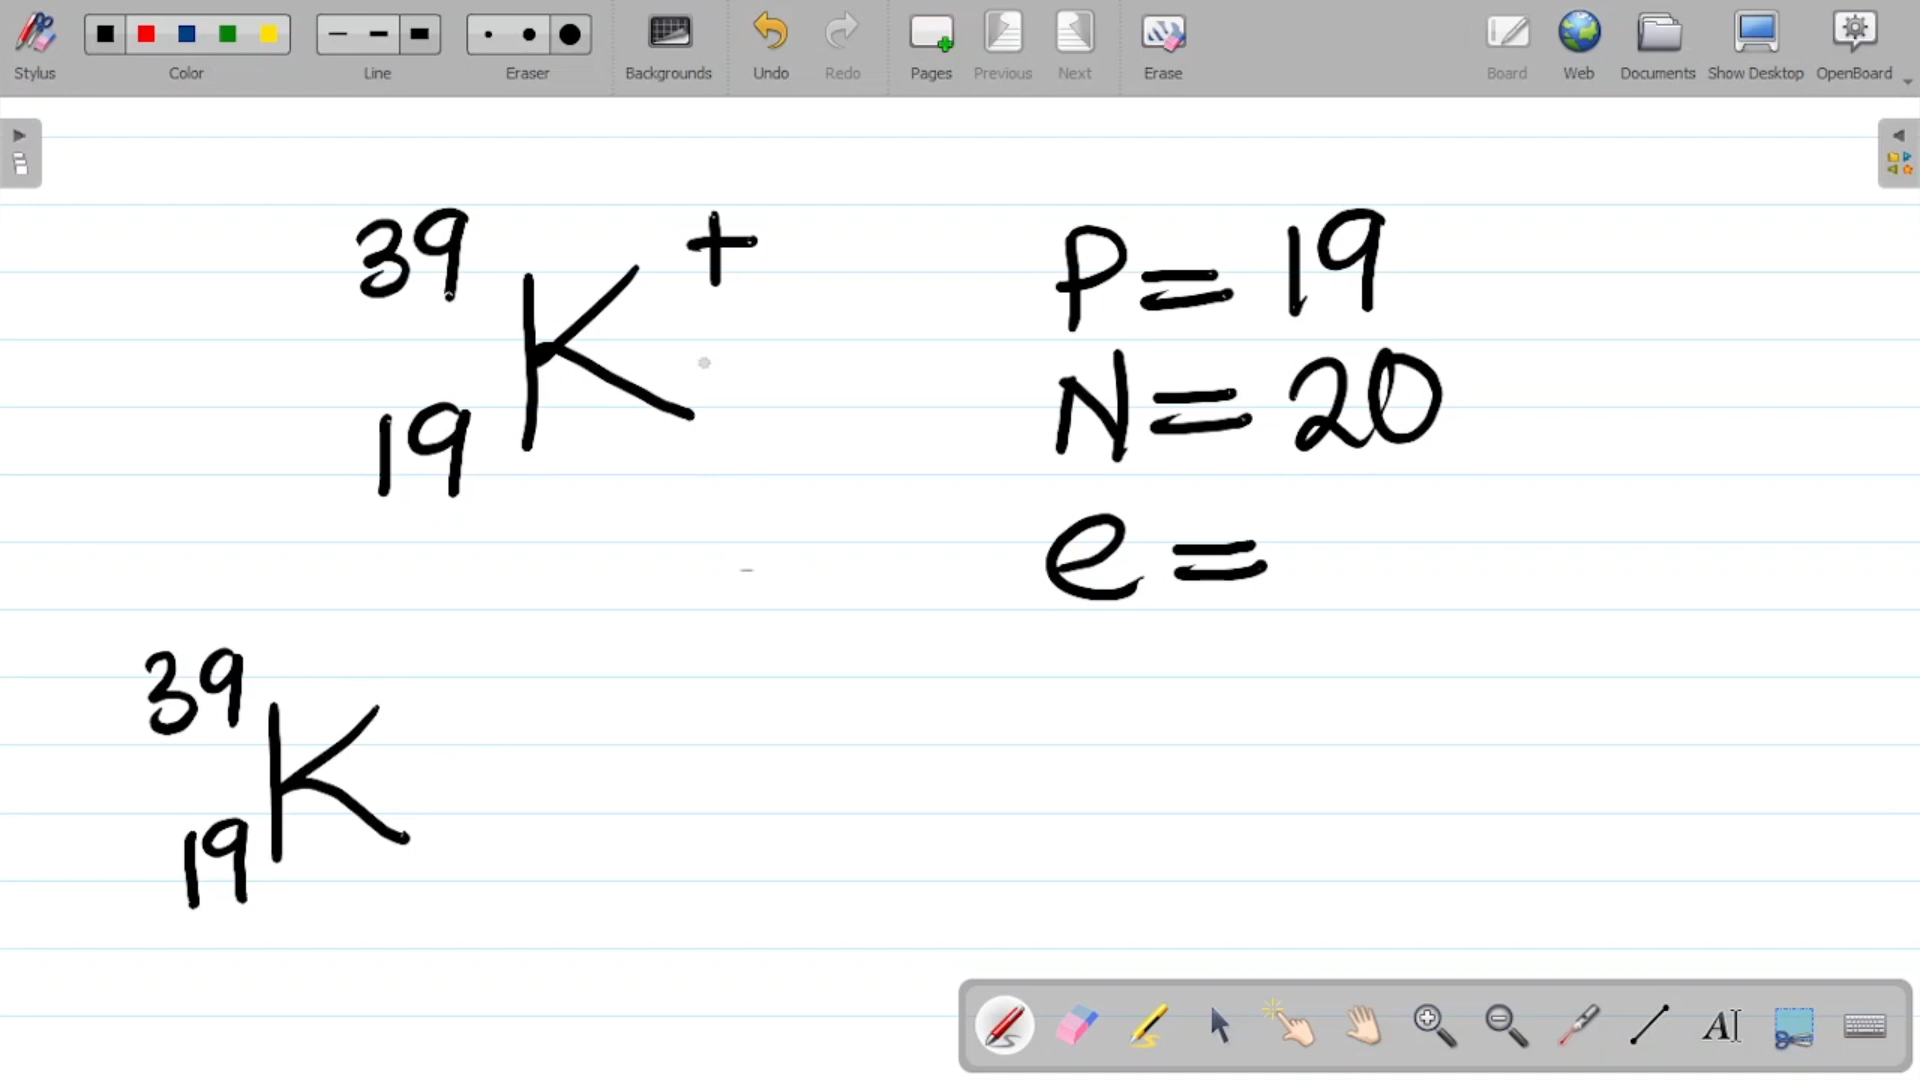 Stylus Color Line Eraser Backgrounds Undo Redo Pages Previous Next Erase Board Web Documents Show Desktop OpenBoard
39 K +
19
P = 19
N = 20
e =
39 K
19